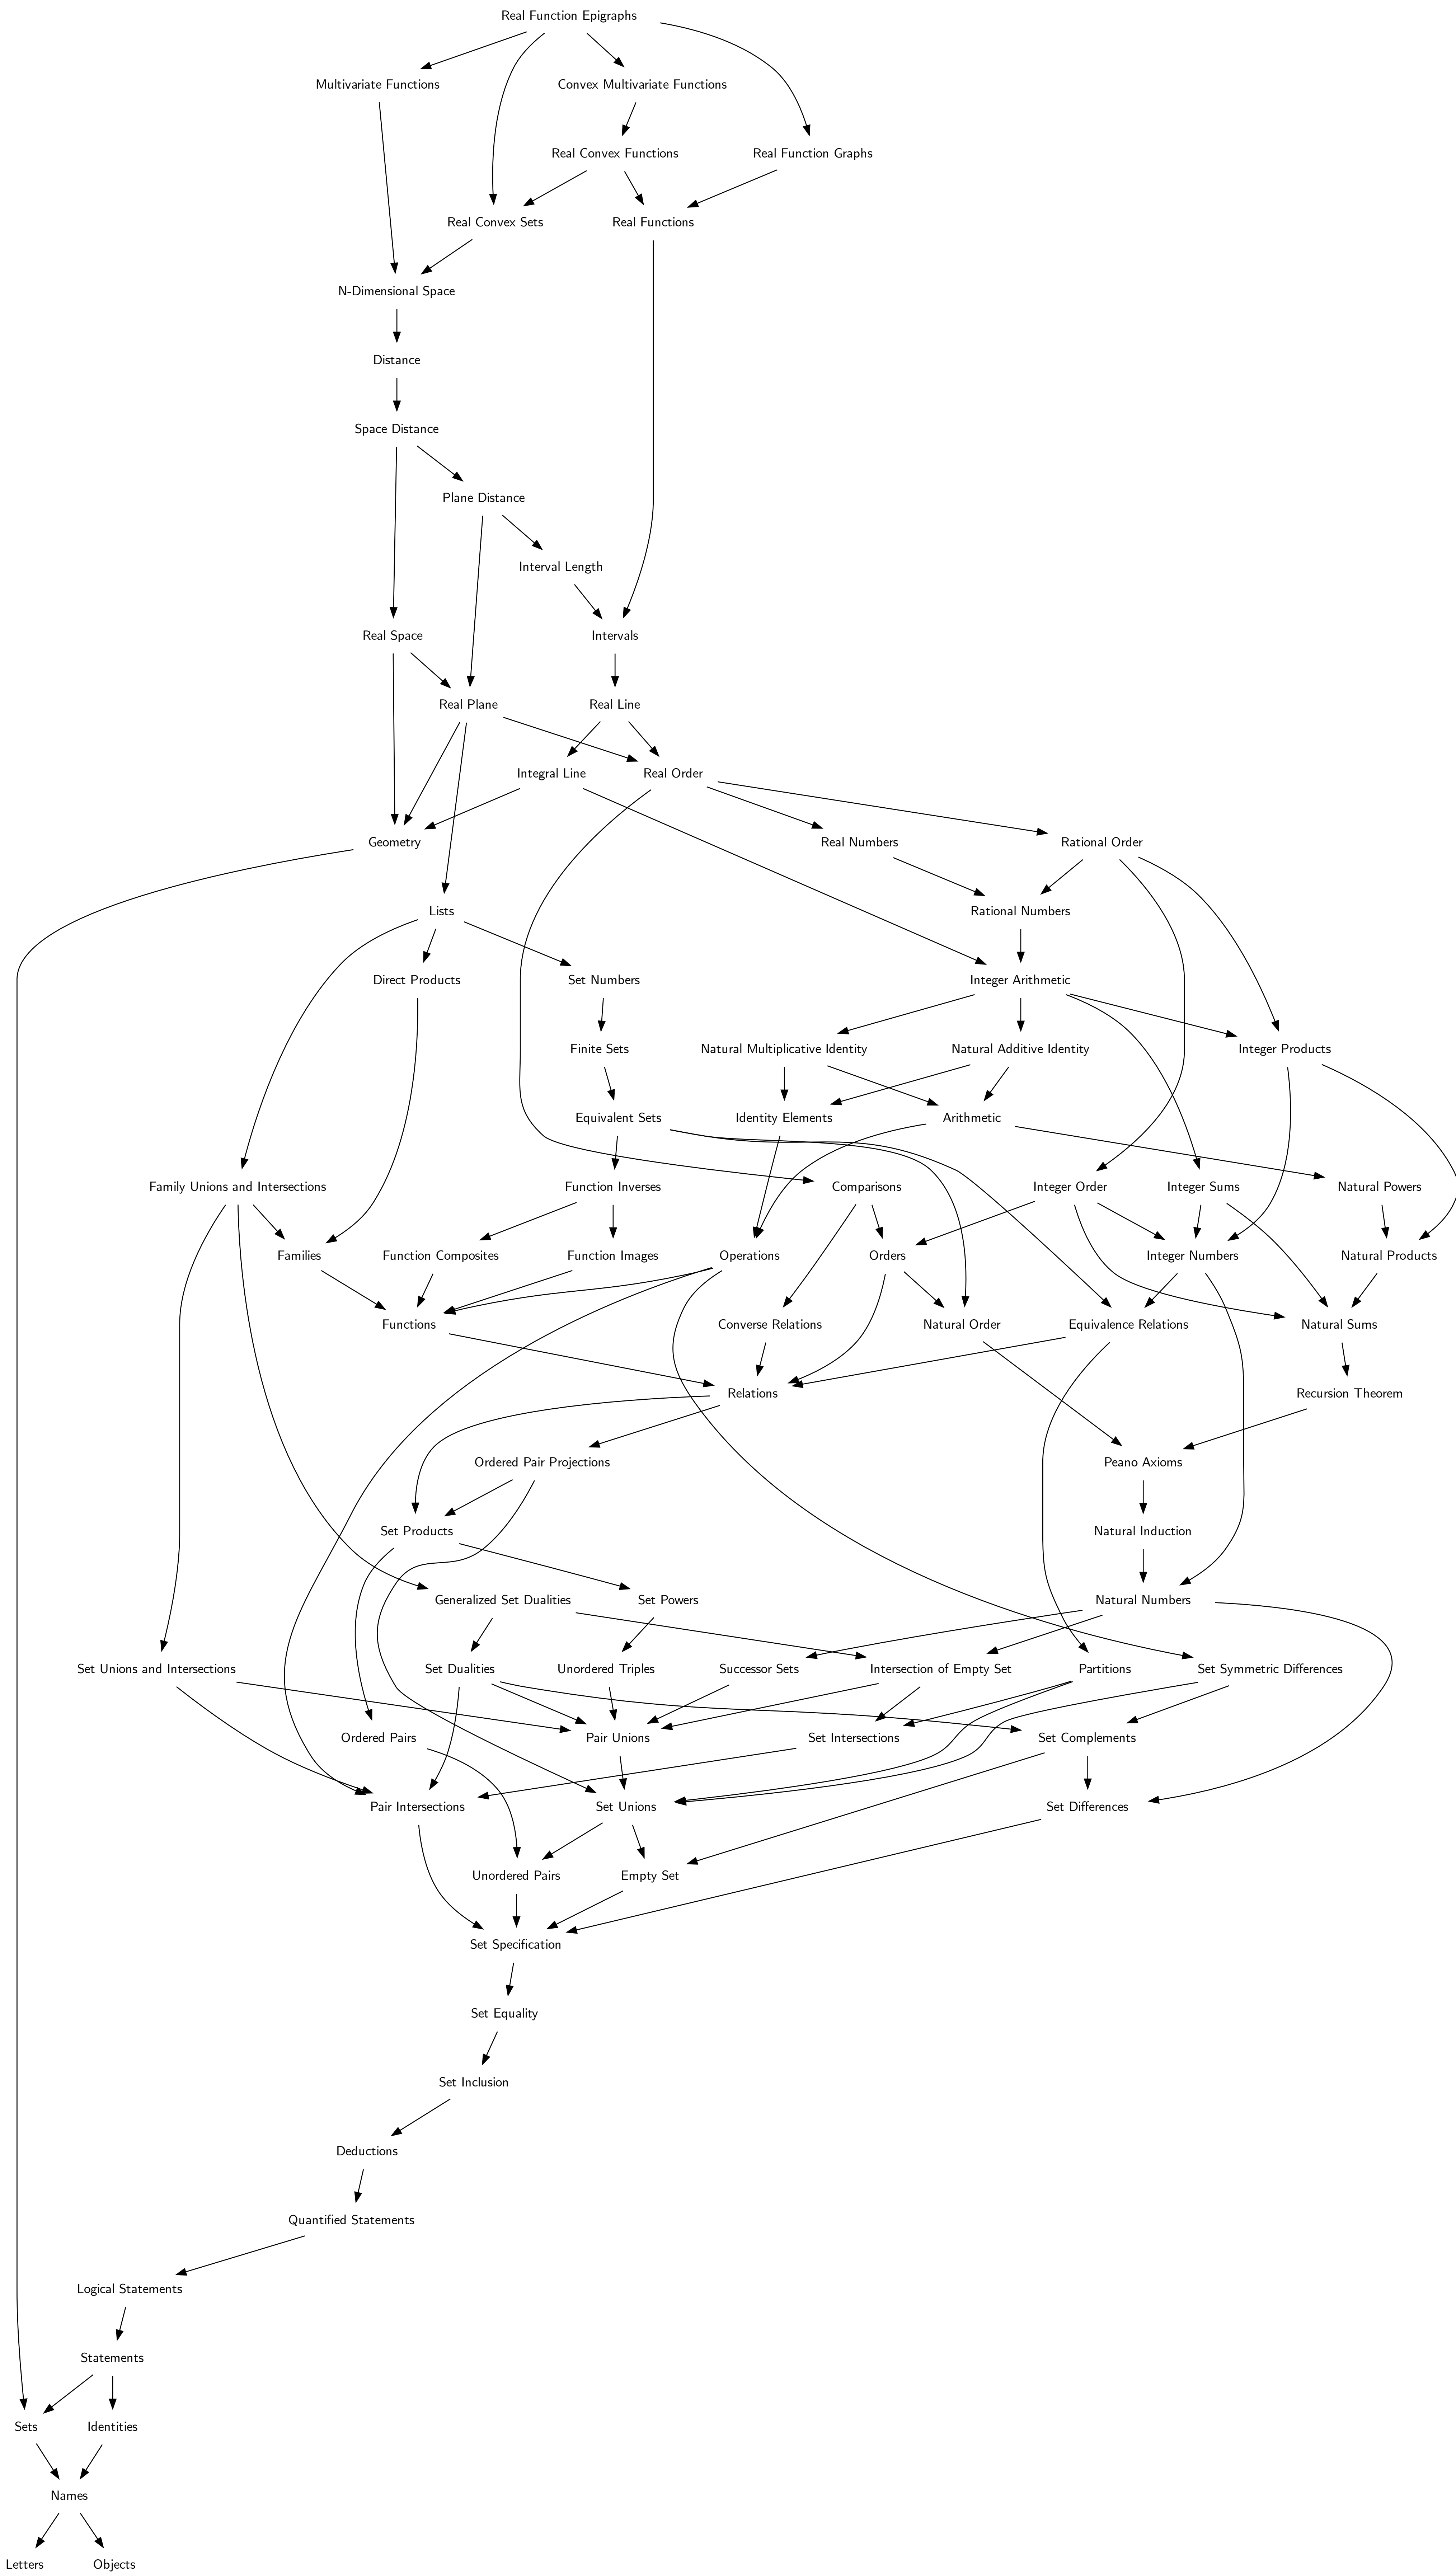 Real Function Epigraphs
Multivariate Functions
Convex Multivariate Functions
Real Convex Functions
Real Function Graphs
Real Convex Sets
Real Functions
N-Dimensional Space
Distance
Space Distance
Plane Distance
Interval Length
Real Space
Intervals
Real Plane
Real Line
Integral Line
Real Order
Geometry
Real Numbers
Rational Order
Lists
Rational Numbers
Direct Products
Set Numbers
Integer Arithmetic
Finite Sets
Natural Multiplicative Identity
Natural Additive Identity
Integer Products
Equivalent Sets
Identity Elements
Arithmetic
Family Unions and Intersections
Function Inverses
Comparisons
Integer Order
Integer Sums
Natural Powers
Families
Function Composites
Function Images
Operations
Orders
Integer Numbers
Natural Products
Functions
Converse Relations
Natural Order
Equivalence Relations
Natural Sums
Relations
Recursion Theorem
Ordered Pair Projections
Peano Axioms
Set Products
Natural Induction
Generalized Set Dualities
Set Powers
Natural Numbers
Set Unions and Intersections
Set Dualities
Unordered Triples
Successor Sets
Intersection of Empty Set
Partitions
Set Symmetric Differences
Ordered Pairs
Pair Unions
Set Intersections
Set Complements
Pair Intersections
Set Unions
Set Differences
Unordered Pairs
Empty Set
Set Specification
Set Equality
Set Inclusion
Deductions
Quantified Statements
Logical Statements
Statements
Sets
Identities
Names
Letters
Objects